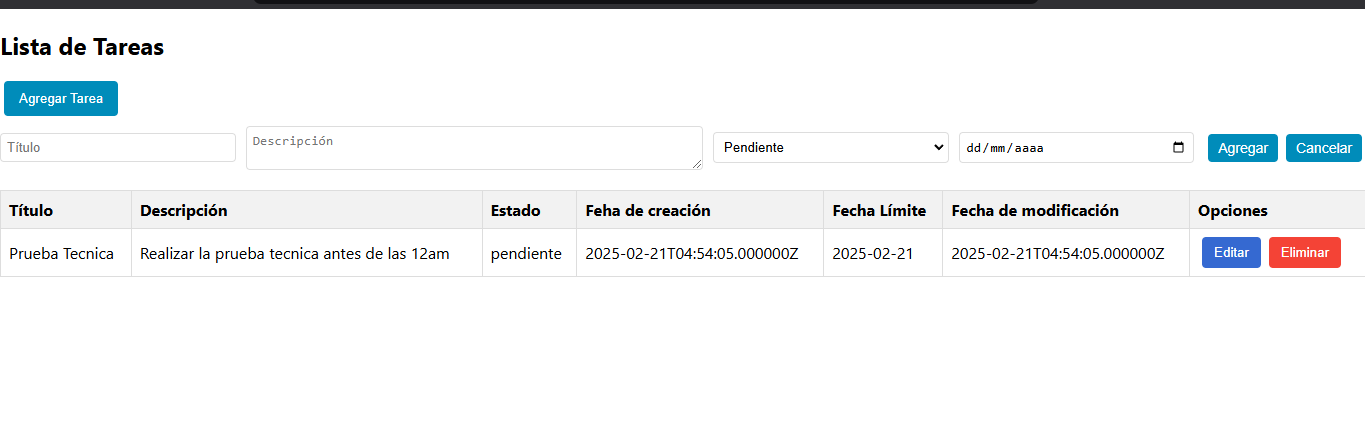 Lista de Tareas
Agregar Tarea
Título Descripción Pendiente dd/mm/aaaa Agregar Cancelar
Título Descripción Estado Feha de creación Fecha Límite Fecha de modificación Opciones
Prueba Tecnica Realizar la prueba tecnica antes de las 12am pendiente 2025-02-21T04:54:05.000000Z 2025-02-21 2025-02-21T04:54:05.000000Z Editar Eliminar